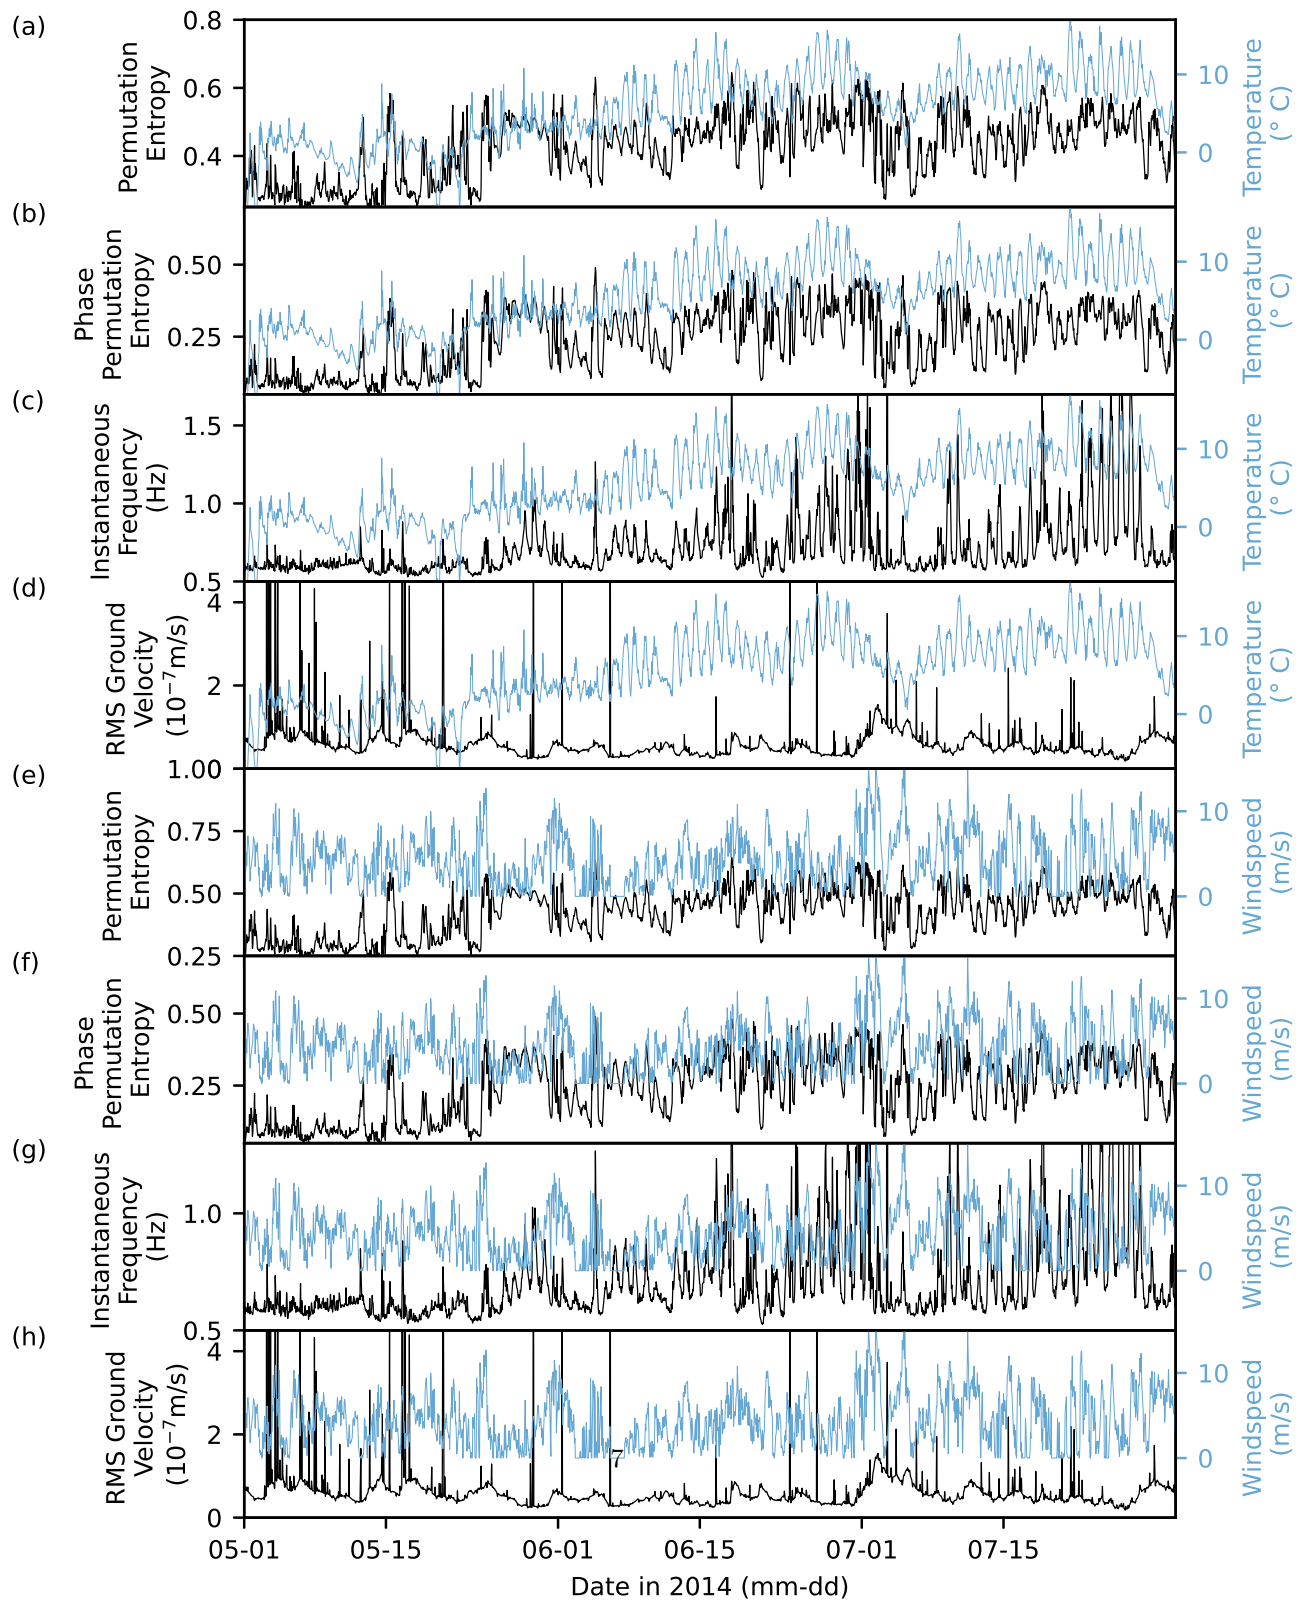 (a)
Permutation
Entropy
0.8
0.6
0.4
10
0
Temperature
(° C)
(b)
Phase
Permutation
Entropy
0.50
0.25
10
0
Temperature
(° C)
(c)
Instantaneous
Frequency
(Hz)
1.5
1.0
0.5
10
0
Temperature
(° C)
(d)
RMS Ground
Velocity
(10⁻⁷m/s)
4
2
0
10
0
Temperature
(° C)
(e)
Permutation
Entropy
1.00
0.75
0.50
0.25
10
0
Windspeed
(m/s)
(f)
Phase
Permutation
Entropy
0.50
0.25
10
0
Windspeed
(m/s)
(g)
Instantaneous
Frequency
(Hz)
1.0
0.5
10
0
Windspeed
(m/s)
(h)
RMS Ground
Velocity
(10⁻⁷m/s)
4
2
0
10
0
Windspeed
(m/s)
7
05-01 05-15 06-01 06-15 07-01 07-15
Date in 2014 (mm-dd)